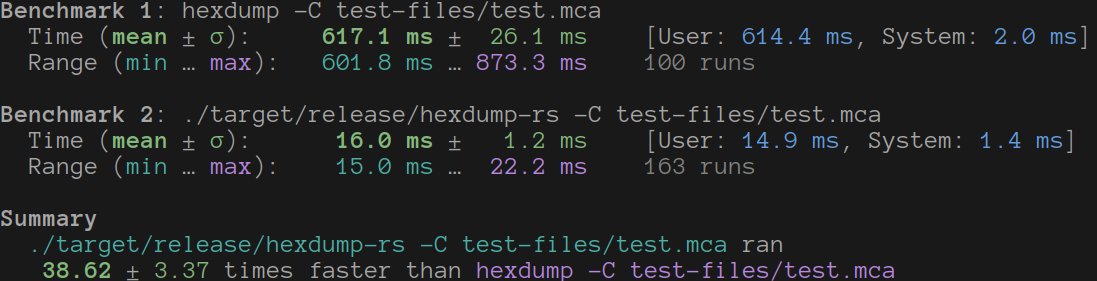 Benchmark 1: hexdump -C test-files/test.mca
Time (mean ± σ): 617.1 ms ± 26.1 ms [User: 614.4 ms, System: 2.0 ms]
Range (min … max): 601.8 ms … 873.3 ms 100 runs
Benchmark 2: ./target/release/hexdump-rs -C test-files/test.mca
Time (mean ± σ): 16.0 ms ± 1.2 ms [User: 14.9 ms, System: 1.4 ms]
Range (min … max): 15.0 ms … 22.2 ms 163 runs
Summary
./target/release/hexdump-rs -C test-files/test.mca ran
38.62 ± 3.37 times faster than hexdump -C test-files/test.mca